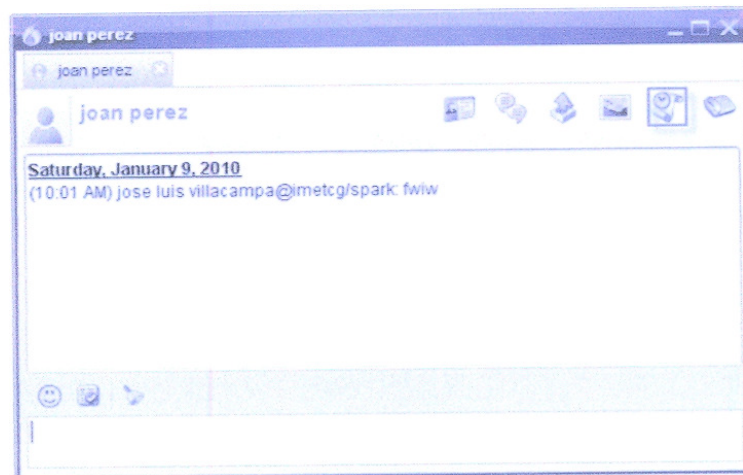 joan perez
joan perez
joan perez
Saturday, January 9, 2010
(10:01 AM) jose luis villacampa@imetcg/spark: fwiw